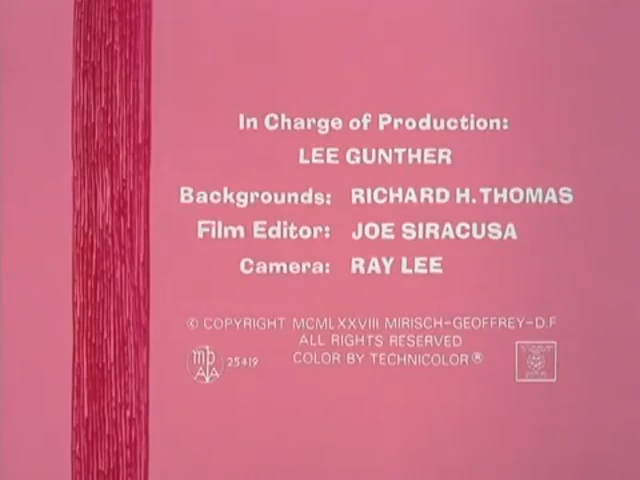 In Charge of Production:
LEE GUNTHER
Backgrounds: RICHARD H. THOMAS
Film Editor: JOE SIRACUSA
Camera: RAY LEE
© COPYRIGHT MCMLXXVIII MIRISCH-GEOFFREY-D.F
ALL RIGHTS RESERVED
COLOR BY TECHNICOLOR®
mpAA 25419